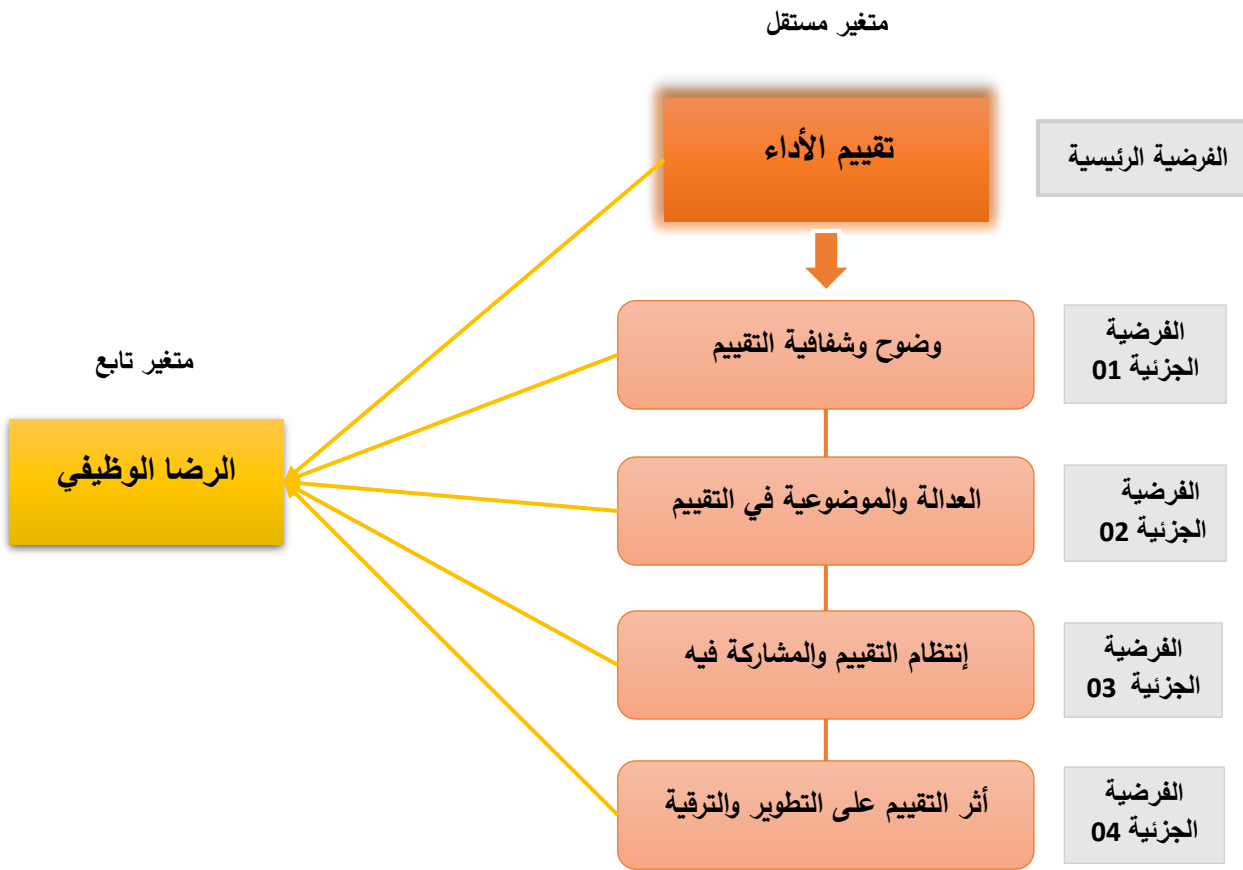 متغير مستقل
الفرضية الرئيسية
تقييم الأداء
الفرضية
الجزئية 01
وضوح وشفافية التقييم
متغير تابع
الرضا الوظيفي
الفرضية
الجزئية 02
العدالة والموضوعية في التقييم
الفرضية
الجزئية 03
إنتظام التقييم والمشاركة فيه
الفرضية
الجزئية 04
أثر التقييم على التطوير والترقية